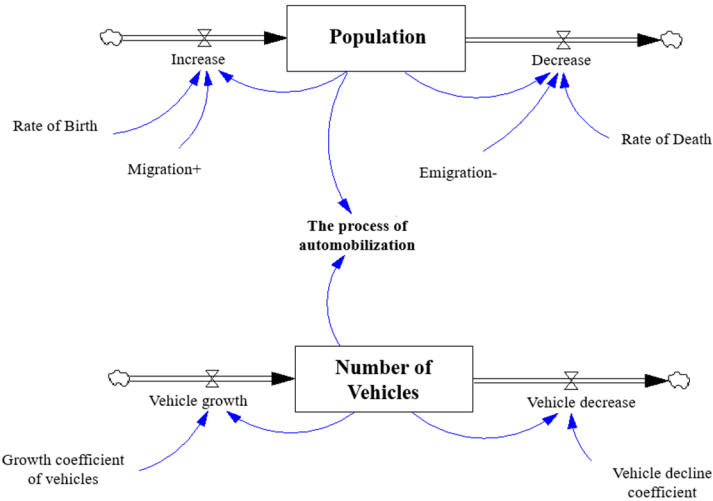 Population
Increase
Decrease
Rate of Birth
Rate of Death
Migration+
Emigration-
The process of
automobilization
Number of
Vehicles
Vehicle growth
Vehicle decrease
Growth coefficient
of vehicles
Vehicle decline
coefficient